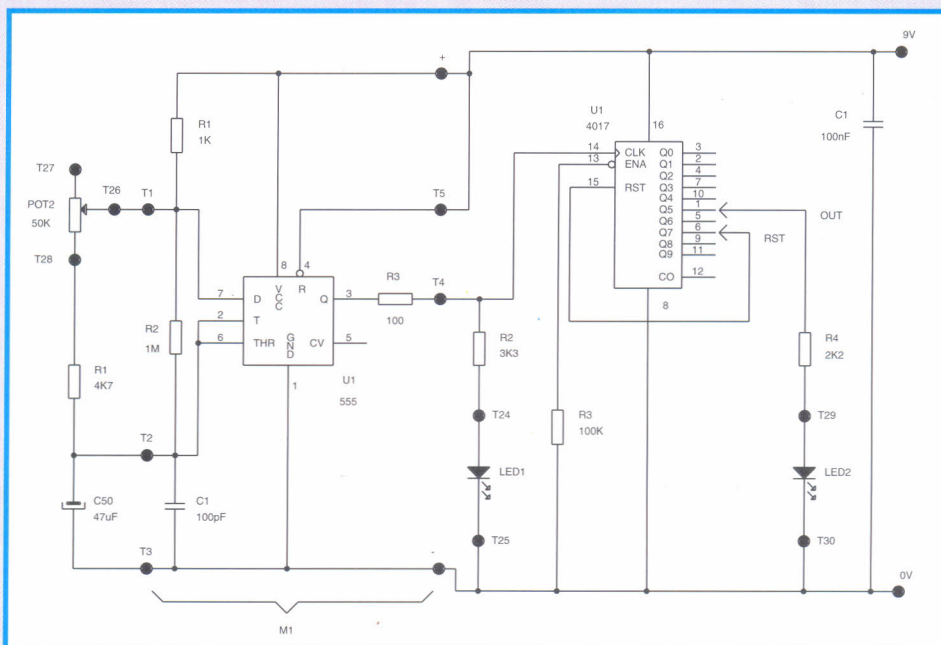 9V
+
U1
4017
16
C1
100nF
R1
1K
14
CLK
Q0
3
13
ENA
Q1
2
Q2
4
15
RST
Q3
7
Q4
10
Q5
1
OUT
Q6
5
Q7
6
RST
Q8
9
Q9
11
CO
12
8
T27
T26
T1
T5
POT2
50K
T28
8
4
R3
T4
100
7
D
VCC
R
Q
3
2
T
6
THR
GND
CV
5
1
U1
555
R2
1M
R2
3K3
R4
2K2
R1
4K7
T24
R3
100K
T29
T2
LED1
LED2
C50
47uF
C1
100pF
T3
T25
T30
-
0V
M1